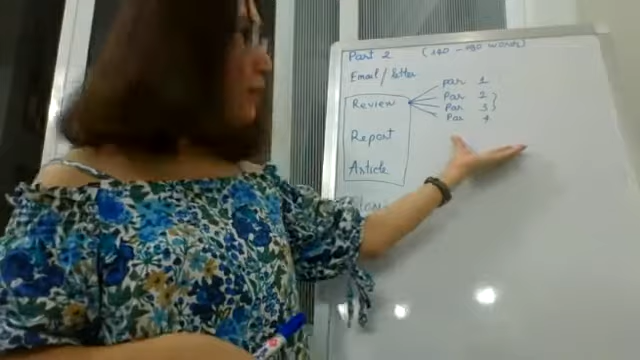 Part 2 (140 - 190 words)
Email / letter
Review par 1
Par 2
Par 3
Par 4
Report
Article